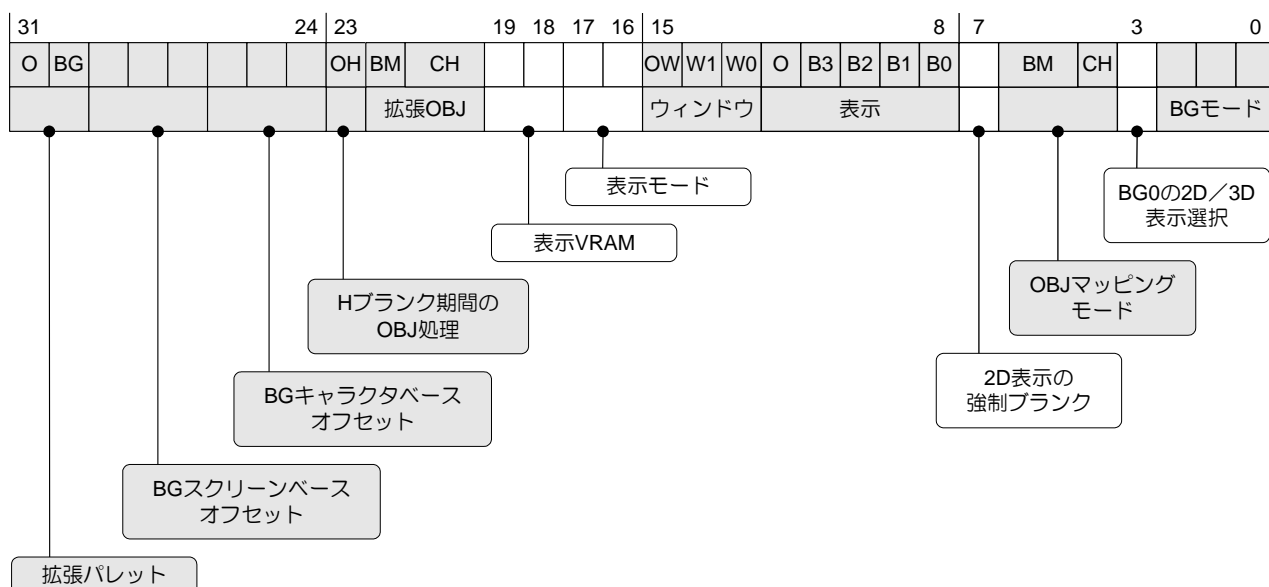 31 24 23 19 18 17 16 15 8 7 3 0
O BG OH BM CH OW W1 W0 O B3 B2 B1 B0 BM CH
拡張OBJ ウィンドウ 表示 BGモード
表示モード
表示VRAM
BG0の2D/3D
表示選択
Hブランク期間の
OBJ処理
OBJマッピング
モード
BGキャラクタベース
オフセット
2D表示の
強制ブランク
BGスクリーンベース
オフセット
拡張パレット